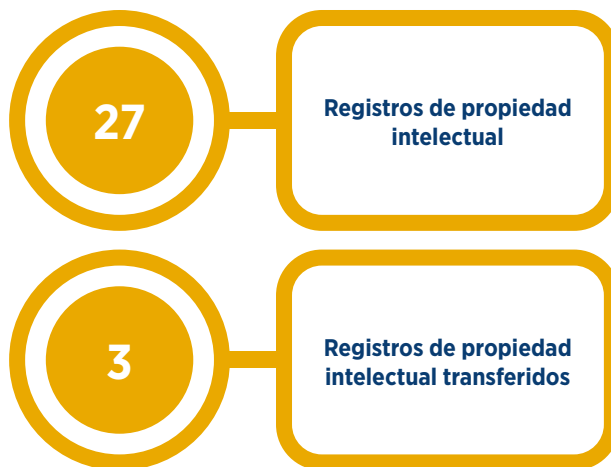 27
Registros de propiedad
intelectual
3
Registros de propiedad
intelectual transferidos